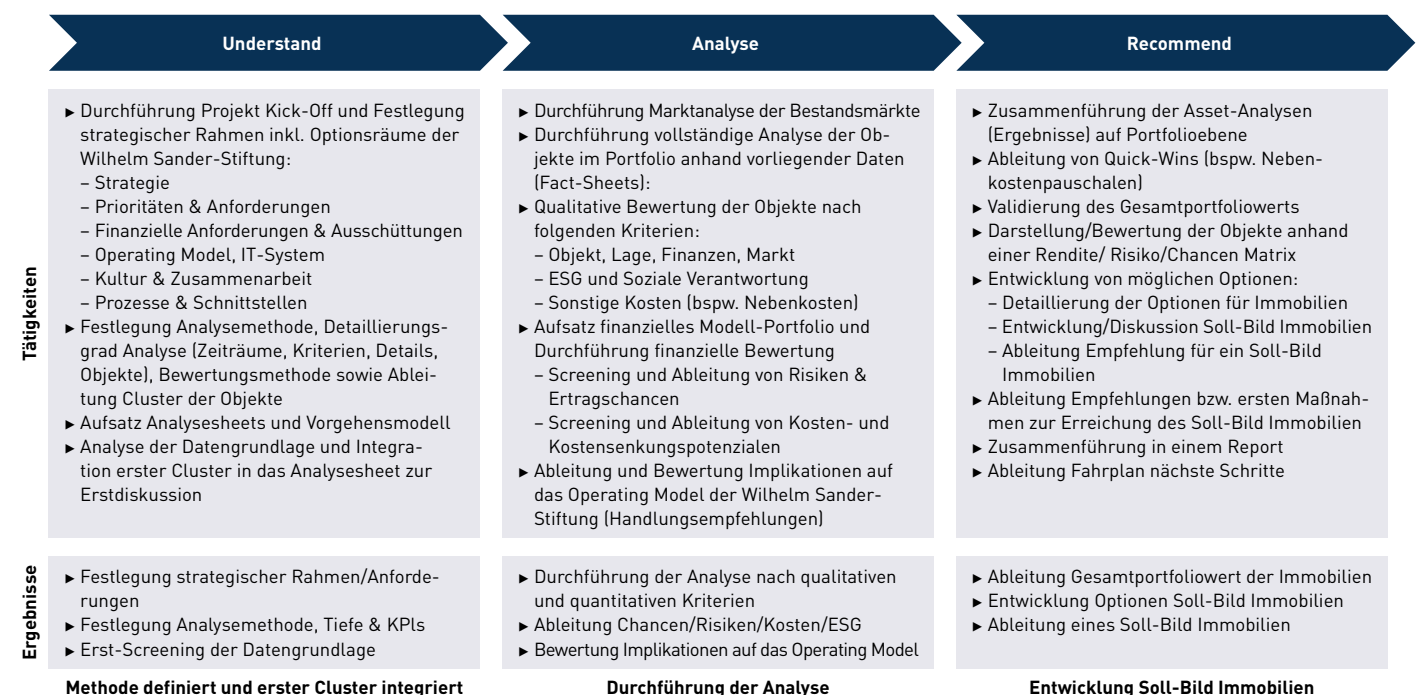 Understand
Analyse
Recommend
Tätigkeiten
▸ Durchführung Projekt Kick-Off und Festlegung
strategischer Rahmen inkl. Optionsräume der
Wilhelm Sander-Stiftung:
– Strategie
– Prioritäten & Anforderungen
– Finanzielle Anforderungen & Ausschüttungen
– Operating Model, IT-System
– Kultur & Zusammenarbeit
– Prozesse & Schnittstellen
▸ Festlegung Analysemethode, Detaillierungs-
grad Analyse (Zeiträume, Kriterien, Details,
Objekte), Bewertungsmethode sowie Ablei-
tung Cluster der Objekte
▸ Aufsatz Analysesheets und Vorgehensmodell
▸ Analyse der Datengrundlage und Integra-
tion erster Cluster in das Analysesheet zur
Erstdiskussion
▸ Durchführung Marktanalyse der Bestandsmärkte
▸ Durchführung vollständige Analyse der Ob-
jekte im Portfolio anhand vorliegender Daten
(Fact-Sheets):
▸ Qualitative Bewertung der Objekte nach
folgenden Kriterien:
– Objekt, Lage, Finanzen, Markt
– ESG und Soziale Verantwortung
– Sonstige Kosten (bspw. Nebenkosten)
▸ Aufsatz finanzielles Modell-Portfolio und
Durchführung finanzielle Bewertung
– Screening und Ableitung von Risiken &
Ertragschancen
– Screening und Ableitung von Kosten- und
Kostensenkungspotenzialen
▸ Ableitung und Bewertung Implikationen auf
das Operating Model der Wilhelm Sander-
Stiftung (Handlungsempfehlungen)
▸ Zusammenführung der Asset-Analysen
(Ergebnisse) auf Portfolioebene
▸ Ableitung von Quick-Wins (bspw. Neben-
kostenpauschalen)
▸ Validierung des Gesamtportfoliowerts
▸ Darstellung/Bewertung der Objekte anhand
einer Rendite/ Risiko/Chancen Matrix
▸ Entwicklung von möglichen Optionen:
– Detaillierung der Optionen für Immobilien
– Entwicklung/Diskussion Soll-Bild Immobilien
– Ableitung Empfehlung für ein Soll-Bild
Immobilien
▸ Ableitung Empfehlungen bzw. ersten Maßnah-
men zur Erreichung des Soll-Bild Immobilien
▸ Zusammenführung in einem Report
▸ Ableitung Fahrplan nächste Schritte
Ergebnisse
▸ Festlegung strategischer Rahmen/Anforde-
rungen
▸ Festlegung Analysemethode, Tiefe & KPIs
▸ Erst-Screening der Datengrundlage
▸ Durchführung der Analyse nach qualitativen
und quantitativen Kriterien
▸ Ableitung Chancen/Risiken/Kosten/ESG
▸ Bewertung Implikationen auf das Operating Model
▸ Ableitung Gesamtportfoliowert der Immobilien
▸ Entwicklung Optionen Soll-Bild Immobilien
▸ Ableitung eines Soll-Bild Immobilien
Methode definiert und erster Cluster integriert
Durchführung der Analyse
Entwicklung Soll-Bild Immobilien